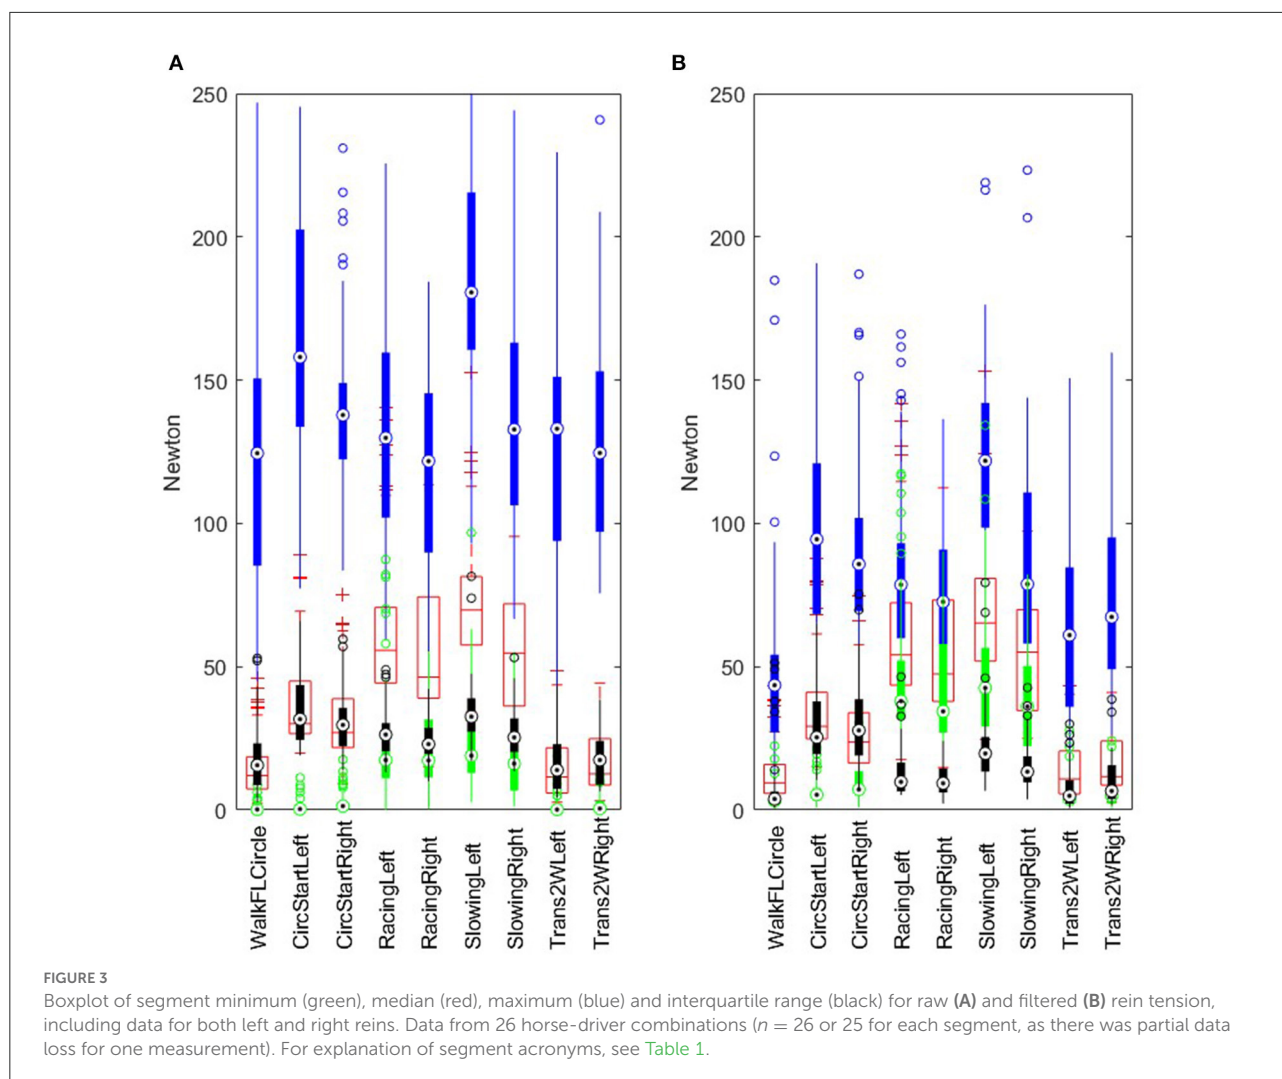 A
B
250
200
150
100
50
0
Newton
WalkFLCircle
CircStartLeft
CircStartRight
RacingLeft
RacingRight
SlowingLeft
SlowingRight
Trans2WLeft
Trans2WRight
250
200
150
100
50
0
Newton
WalkFLCircle
CircStartLeft
CircStartRight
RacingLeft
RacingRight
SlowingLeft
SlowingRight
Trans2WLeft
Trans2WRight
FIGURE 3
Boxplot of segment minimum (green), median (red), maximum (blue) and interquartile range (black) for raw (A) and filtered (B) rein tension,
including data for both left and right reins. Data from 26 horse-driver combinations (n = 26 or 25 for each segment, as there was partial data
loss for one measurement). For explanation of segment acronyms, see Table 1.